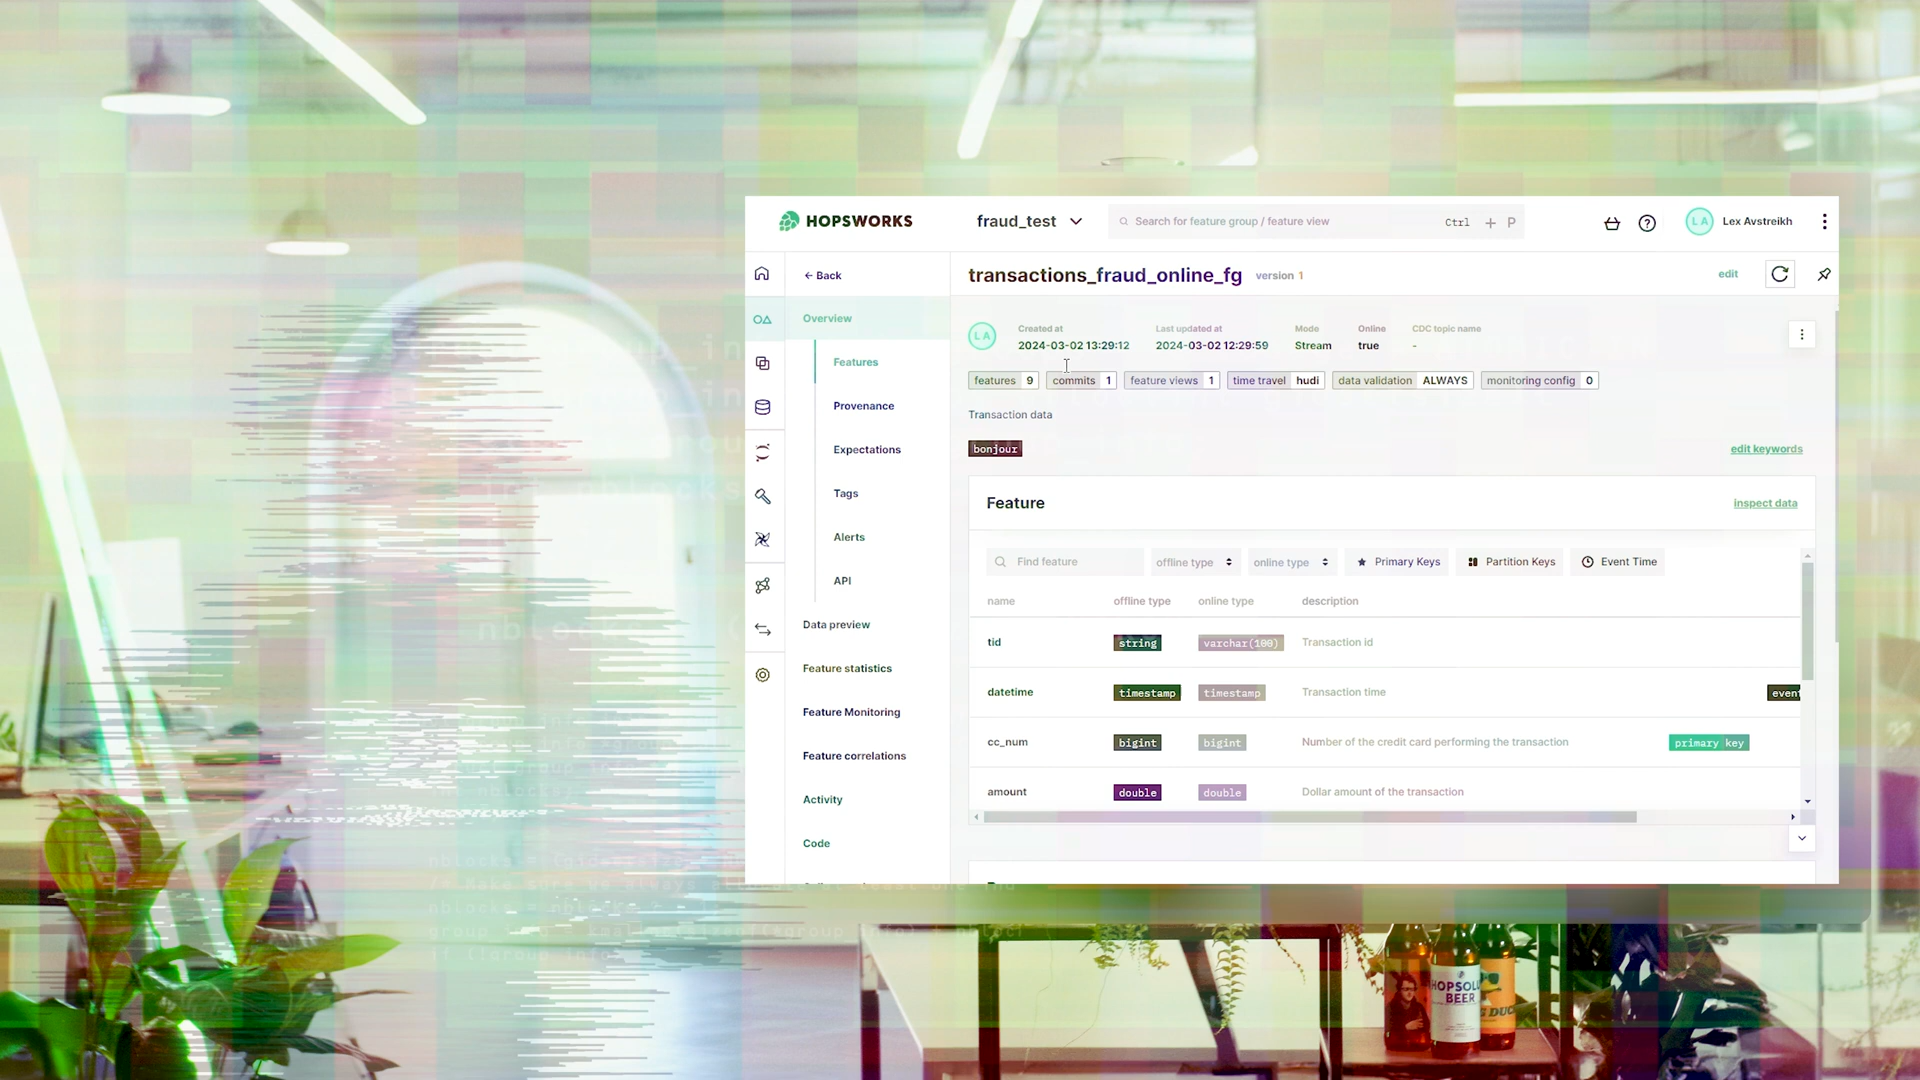 HOPSWORKS
fraud_test
Search for feature group / feature view
Ctrl + P
LA
Lex Avstreikh
← Back
transactions_fraud_online_fg version 1
edit
Overview
Features
Provenance
Expectations
Tags
Alerts
API
Data preview
Feature statistics
Feature Monitoring
Feature correlations
Activity
Code
LA
Created at Last updated at Mode Online CDC topic name
2024-03-02 13:29:12 2024-03-02 12:29:59 Stream true -
features 9 commits 1 feature views 1 time travel hudi data validation ALWAYS monitoring config 0
Transaction data
bonjour
edit keywords
Feature
inspect data
Find feature offline type online type Primary Keys Partition Keys Event Time
name offline type online type description
tid string varchar(100) Transaction id
datetime timestamp timestamp Transaction time event
cc_num bigint bigint Number of the credit card performing the transaction primary key
amount double double Dollar amount of the transaction
nblocks
HOPSOLU
BEER
DUCK